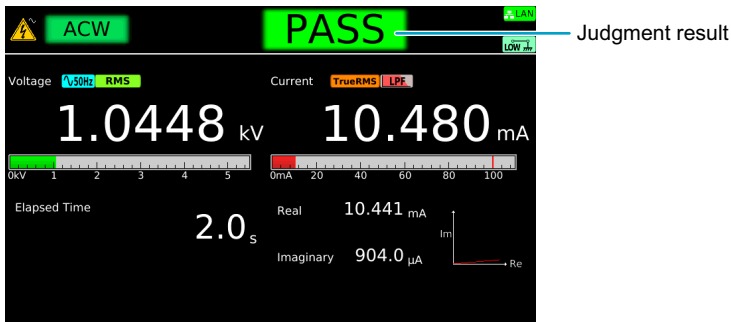 ACW
PASS
LAN
LOW
Judgment result
Voltage 50Hz RMS
Current TrueRMS LPF
1.0448 kV
10.480 mA
0kV 1 2 3 4 5
0mA 20 40 60 80 100
Elapsed Time
2.0 s
Real 10.441 mA
Imaginary 904.0 µA
Im
Re